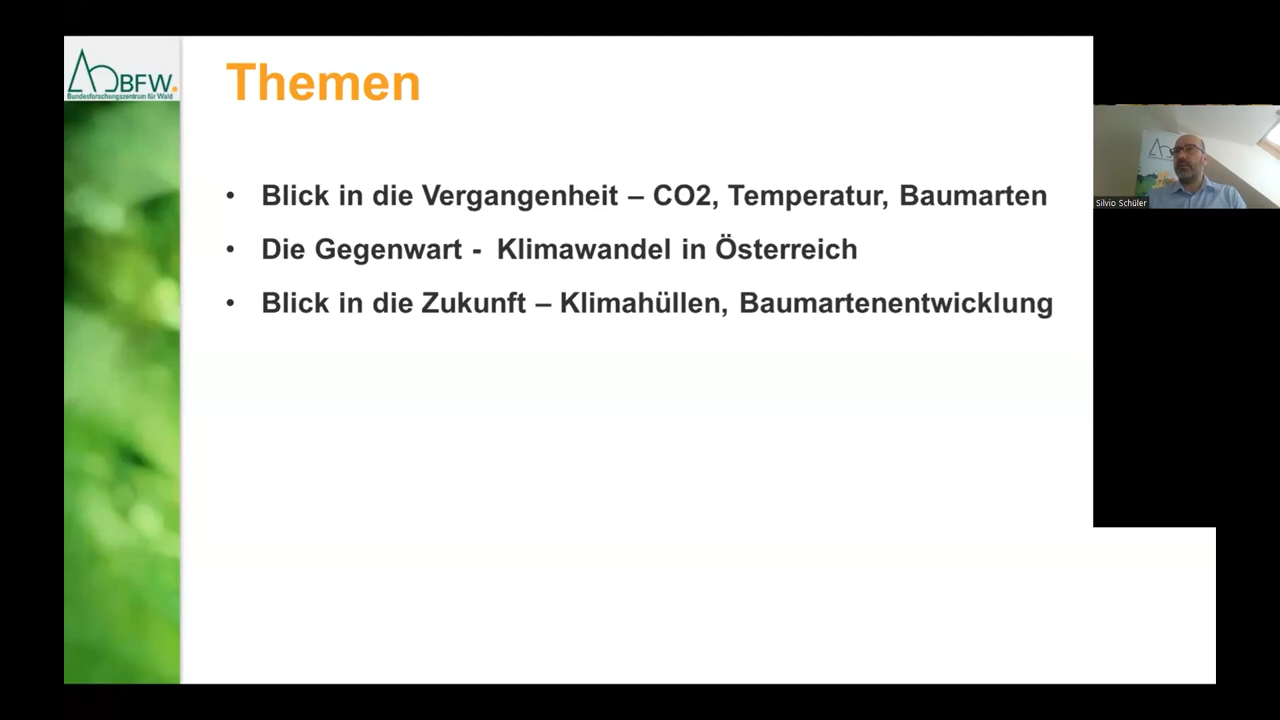 BFW.
Bundesforschungszentrum für Wald
Themen
• Blick in die Vergangenheit – CO2, Temperatur, Baumarten
• Die Gegenwart - Klimawandel in Österreich
• Blick in die Zukunft – Klimahüllen, Baumartenentwicklung
Silvio Schüler